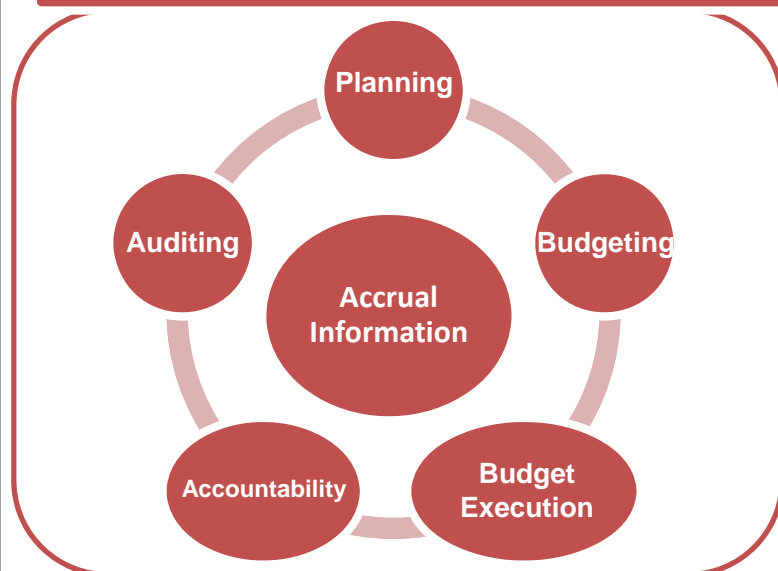 Planning
Auditing
Budgeting
Accrual
Information
Accountability
Budget
Execution